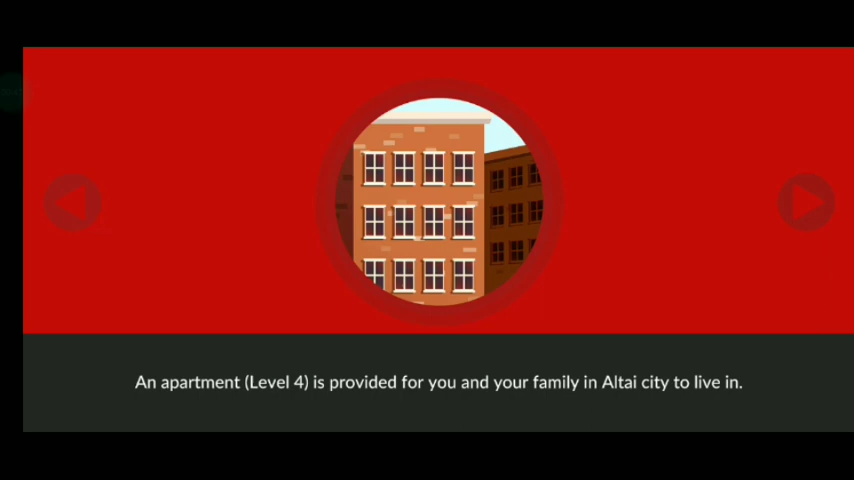 An apartment (Level 4) is provided for you and your family in Altai city to live in.